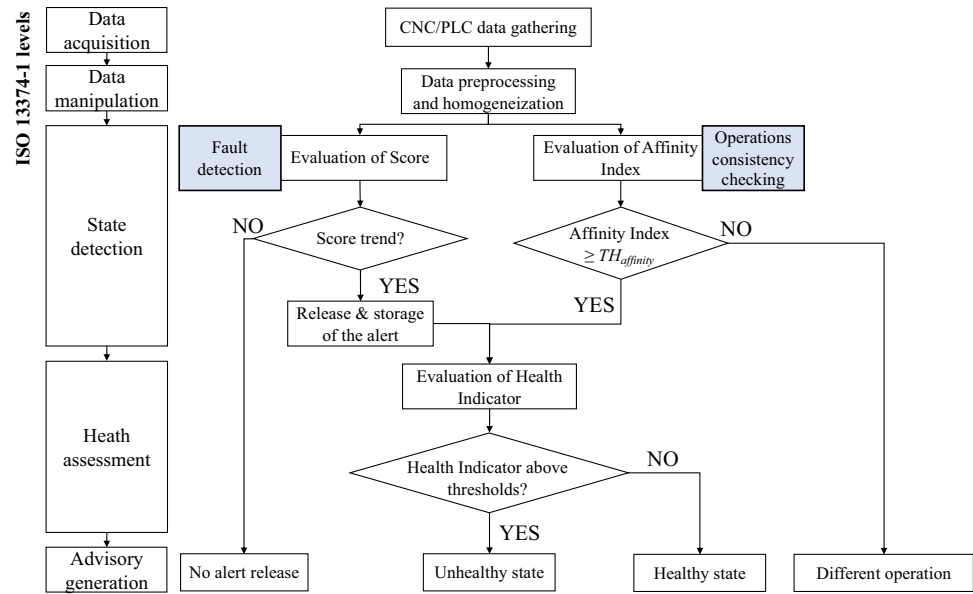 ISO 13374-1 levels
Data
acquisition
Data
manipulation
State
detection
Heath
assessment
Advisory
generation
CNC/PLC data gathering
Data preprocessing
and homogeneization
Fault
detection
Evaluation of Score
Evaluation of Affinity
Index
Operations
consistency
checking
NO
Score trend?
YES
Affinity Index
≥ THaffinity
NO
YES
Release & storage
of the alert
Evaluation of Health
Indicator
Health Indicator above
thresholds?
NO
YES
No alert release
Unhealthy state
Healthy state
Different operation